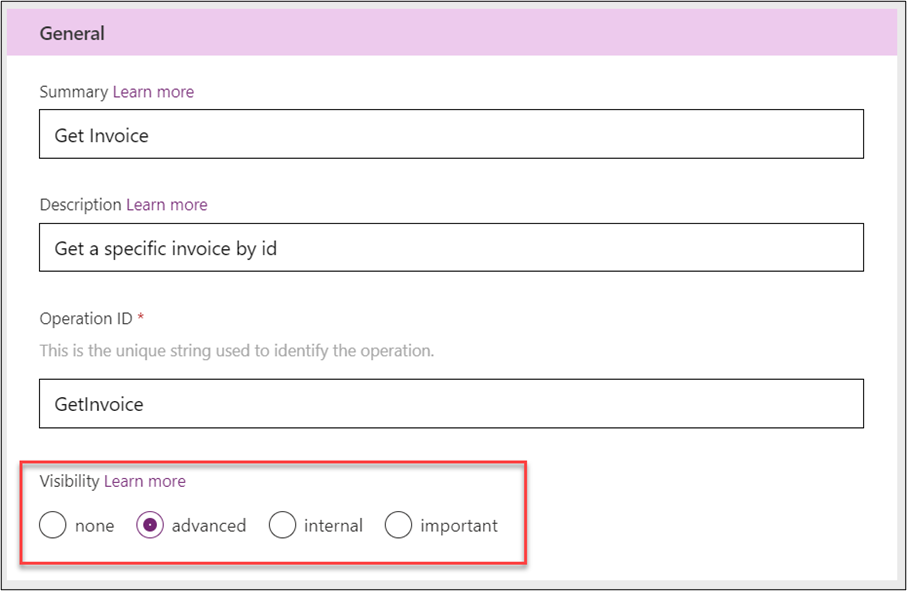 General
Summary Learn more
Get Invoice
Description Learn more
Get a specific invoice by id
Operation ID *
This is the unique string used to identify the operation.
GetInvoice
Visibility Learn more
none advanced internal important